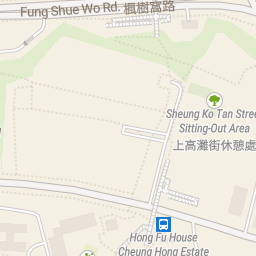 Fung Shue Wo Rd. 楓樹窩路
Sheung Ko Tan Street
Sitting-Out Area
上高灘街休憩處
Hong Fu House
Cheung Hong Estate